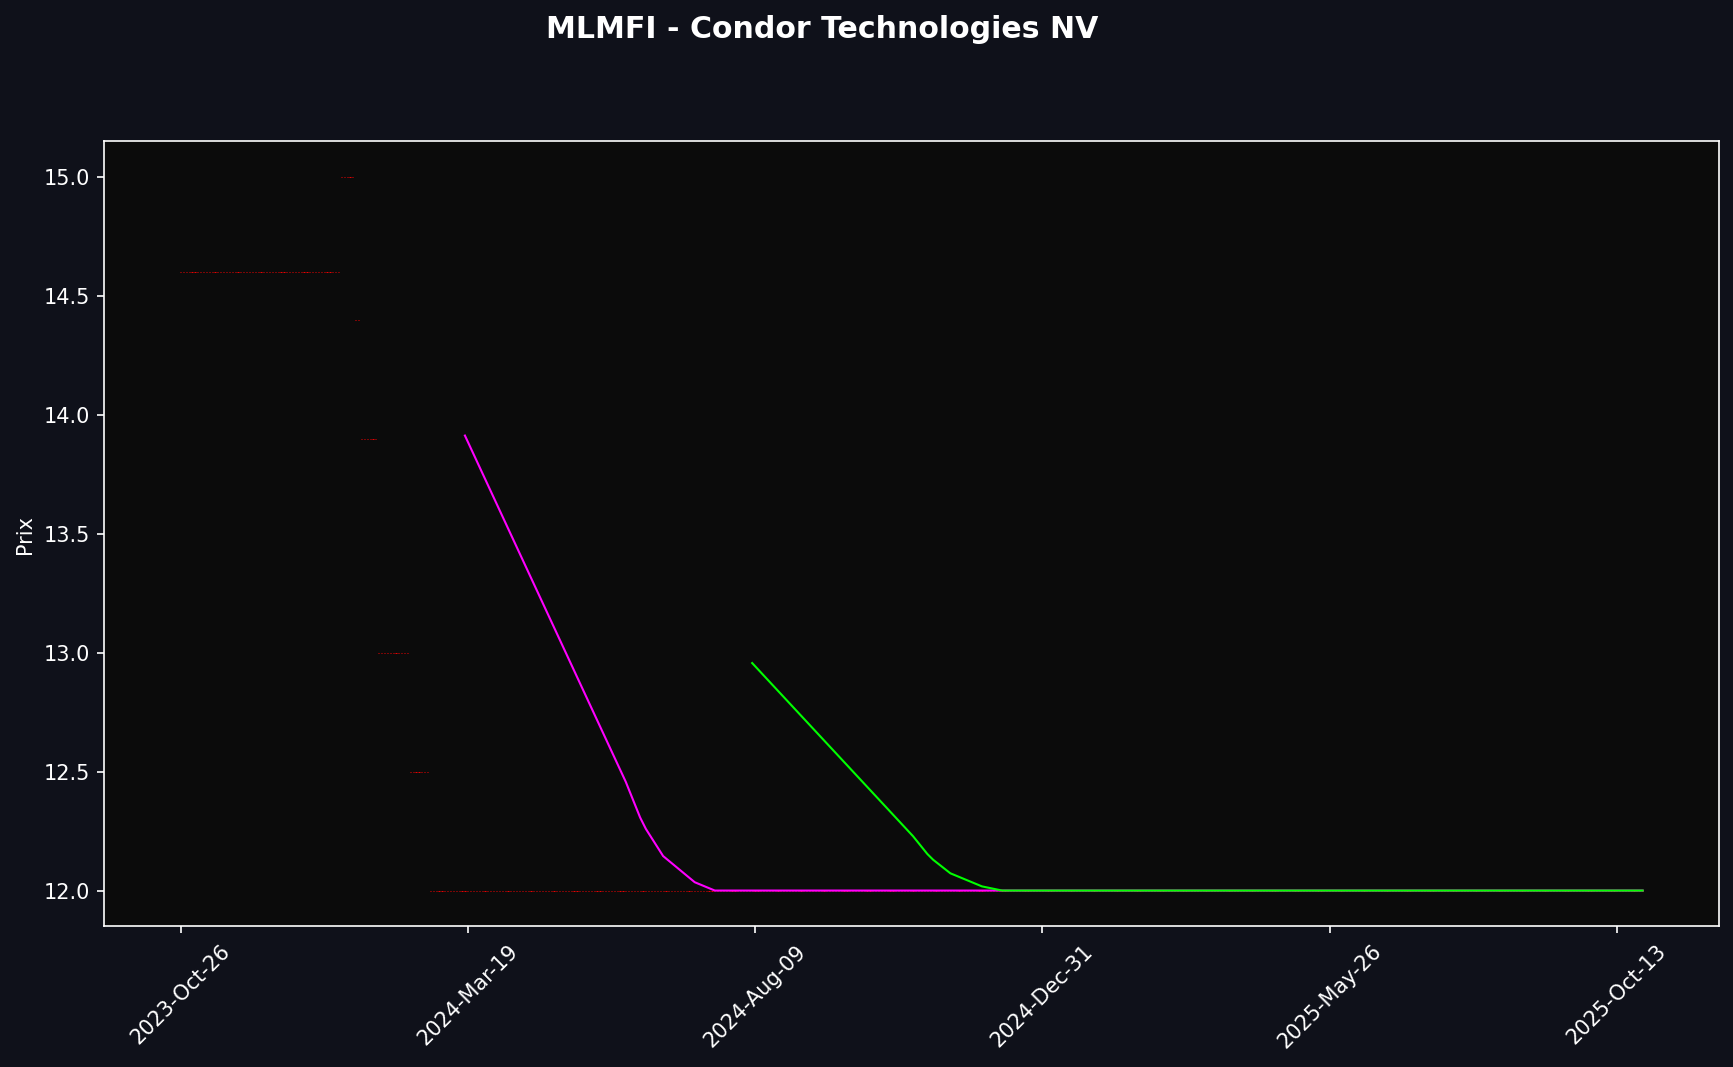 MLMFI - Condor Technologies NV
Prix
15.0
14.5
14.0
13.5
13.0
12.5
12.0
2023-Oct-26
2024-Mar-19
2024-Aug-09
2024-Dec-31
2025-May-26
2025-Oct-13